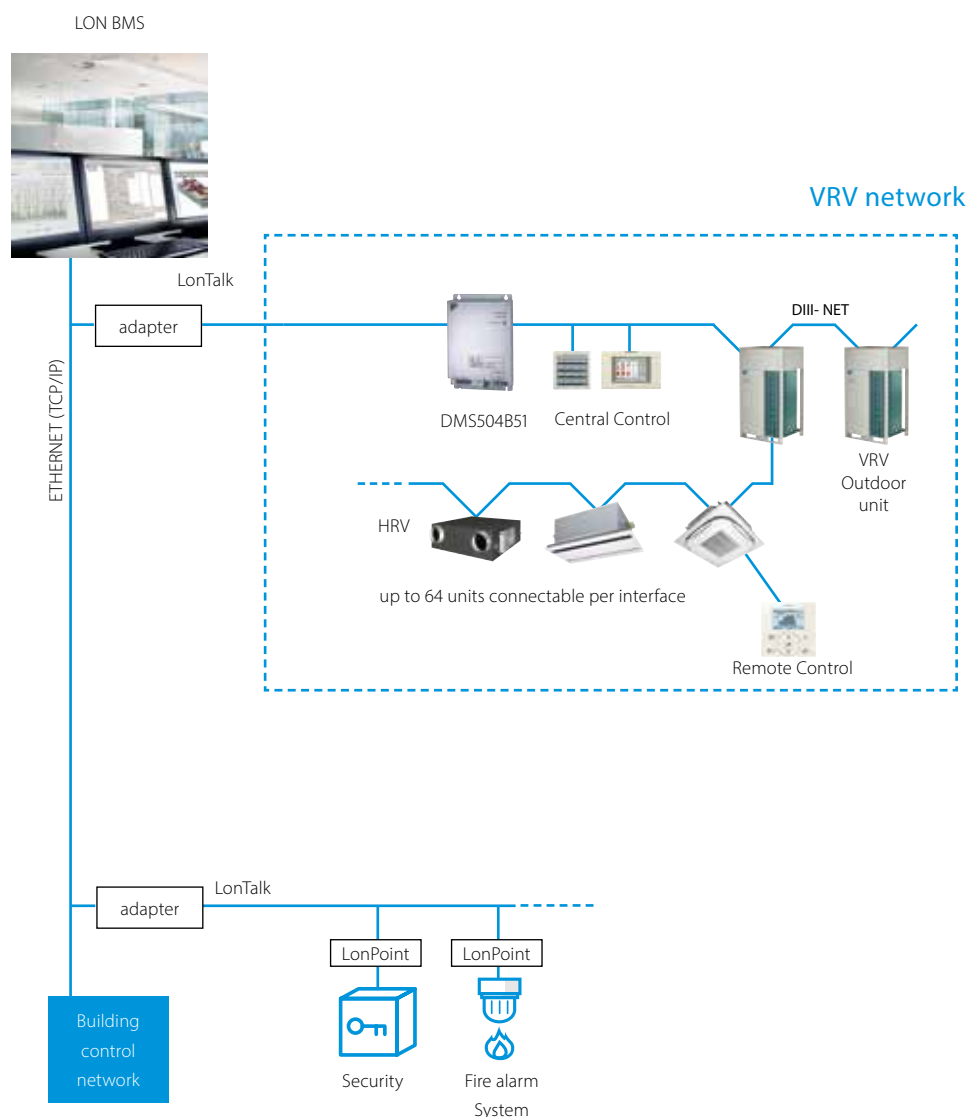 LON BMS
VRV network
LonTalk
adapter
DIII- NET
ETHERNET (TCP/IP)
DMS504B51
Central Control
VRV
Outdoor
unit
HRV
up to 64 units connectable per interface
Remote Control
LonTalk
adapter
LonPoint
LonPoint
Building
control
network
Security
Fire alarm
System